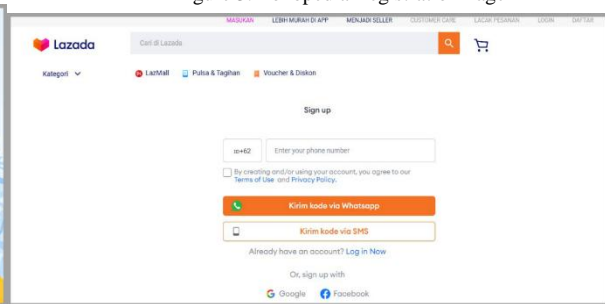 MASUKAN LEBIH MURAH DI APP MENJADI SELLER CUSTOMER CARE LACAK PESANAN LOGIN DAFTAR
Lazada
Cari di Lazada
Kategori
LazMall Pulsa & Tagihan Voucher & Diskon
Sign up
+62 Enter your phone number
By creating and/or using your account, you agree to our
Terms of Use and Privacy Policy.
Kirim kode via Whatsapp
Kirim kode via SMS
Already have an account? Log in Now
Or, sign up with
Google Facebook